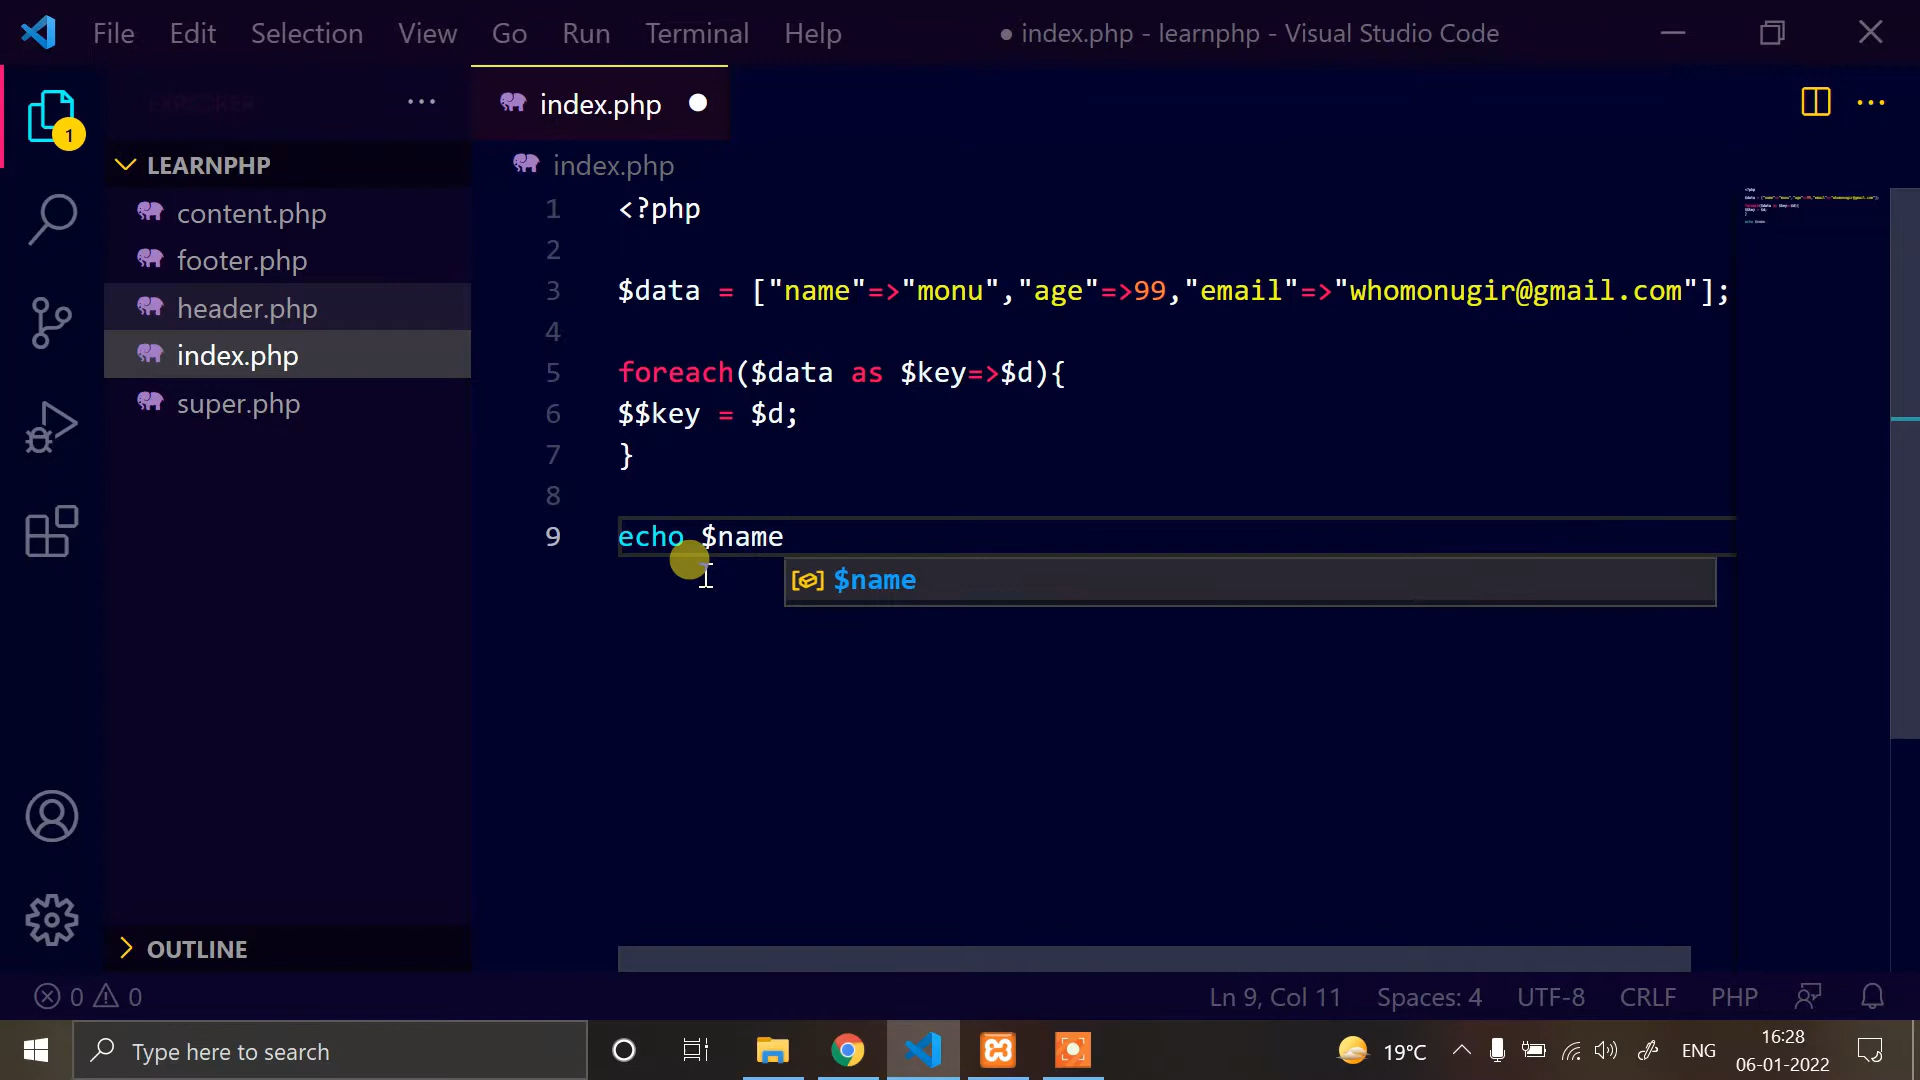 File Edit Selection View Go Run Terminal Help ● index.php - learnphp - Visual Studio Code
EXPLORER
index.php
1
LEARNPHP
index.php
content.php
footer.php
header.php
index.php
super.php
1 <?php
2
3 $data = ["name"=>"monu","age"=>99,"email"=>"whomonugir@gmail.com"];
4
5 foreach($data as $key=>$d){
6 $$key = $d;
7 }
8
9 echo $name
$name
OUTLINE
0 0 Ln 9, Col 11 Spaces: 4 UTF-8 CRLF PHP
Type here to search 19°C ENG 16:28
06-01-2022